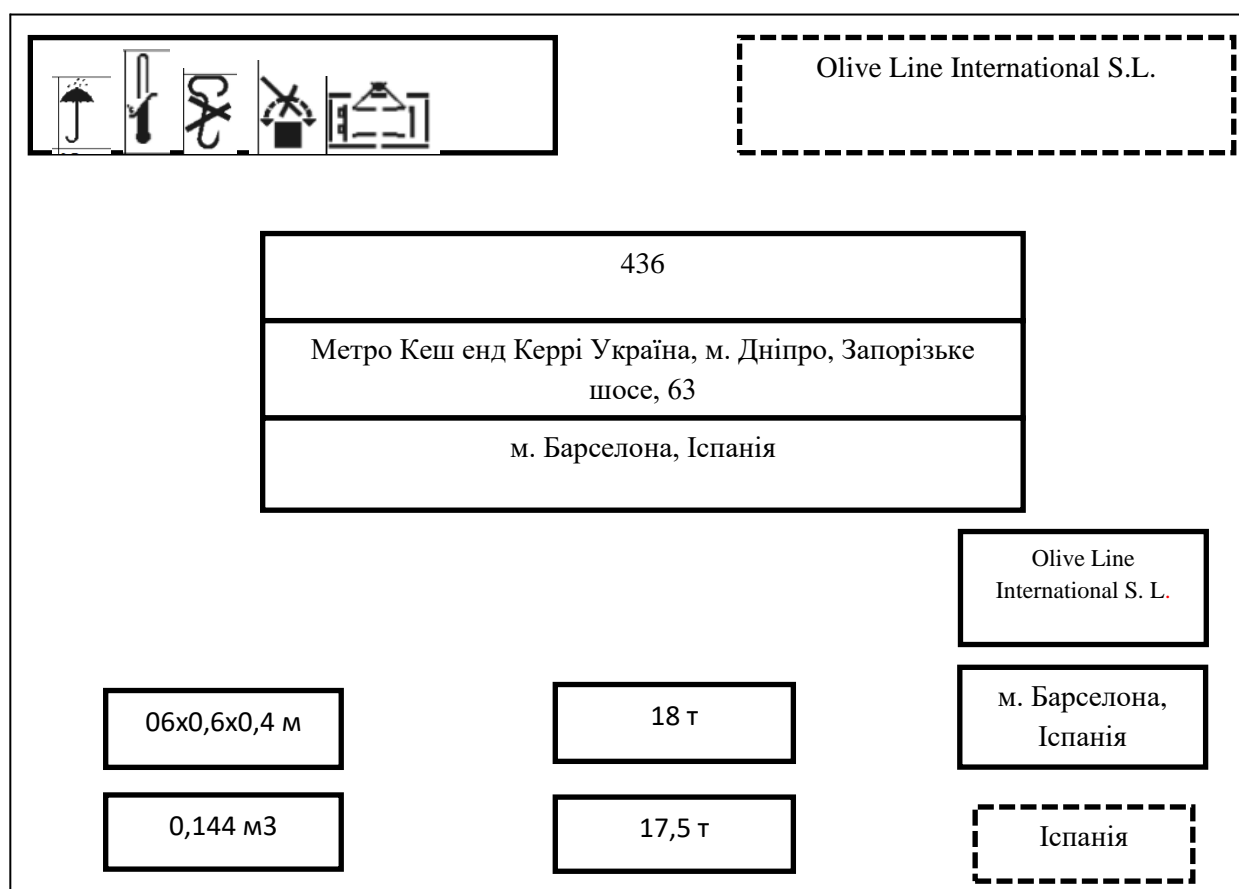 Olive Line International S.L.
436
Метро Кеш енд Керрі Україна, м. Дніпро, Запорізьке
шосе, 63
м. Барселона, Іспанія
Olive Line
International S. L.
06х0,6х0,4 м
18 т
м. Барселона,
Іспанія
0,144 м3
17,5 т
Іспанія